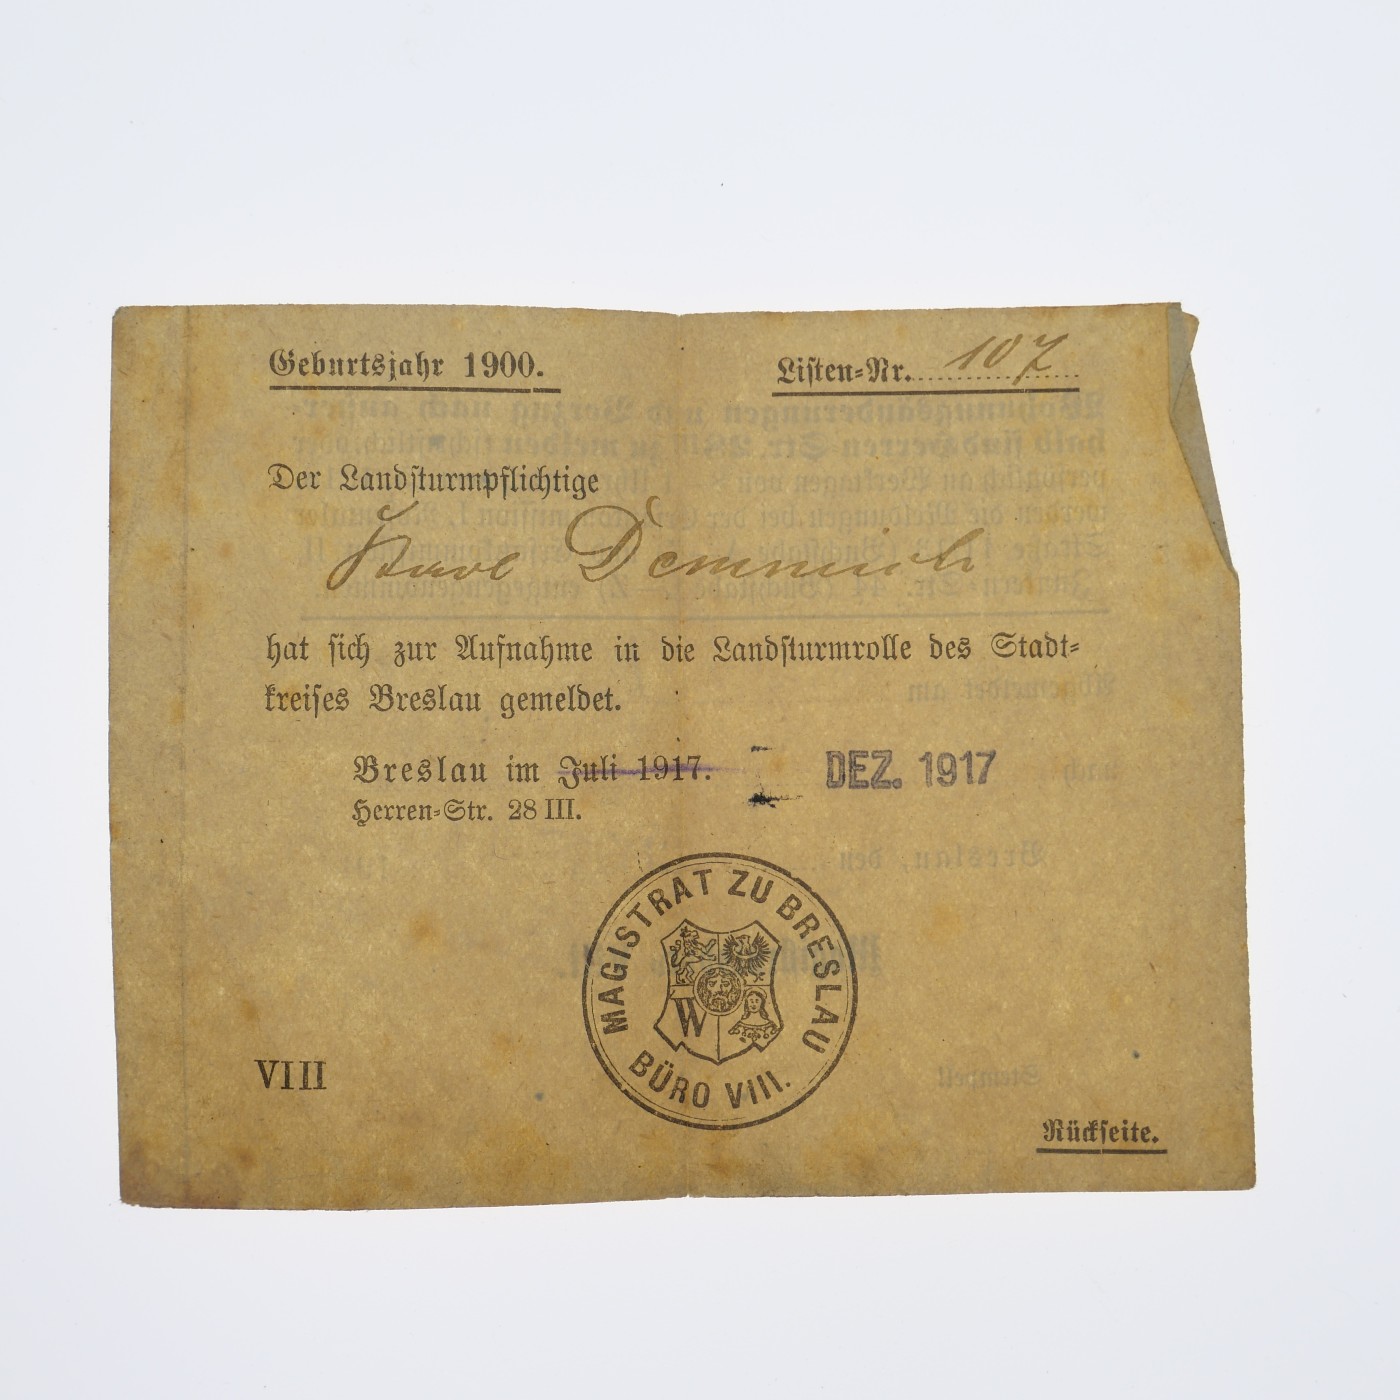 Geburtsjahr 1900.
Listen-Nr. 107
Der Landsturmpflichtige
Karl
hat sich zur Aufnahme in die Landsturmrolle des Stadt-
kreises Breslau gemeldet.
Breslau im Juli 1917. DEZ. 1917
Herren-Str. 28 III.
MAGISTRAT ZU BRESLAU
W
BÜRO VIII.
VIII
Rückseite.